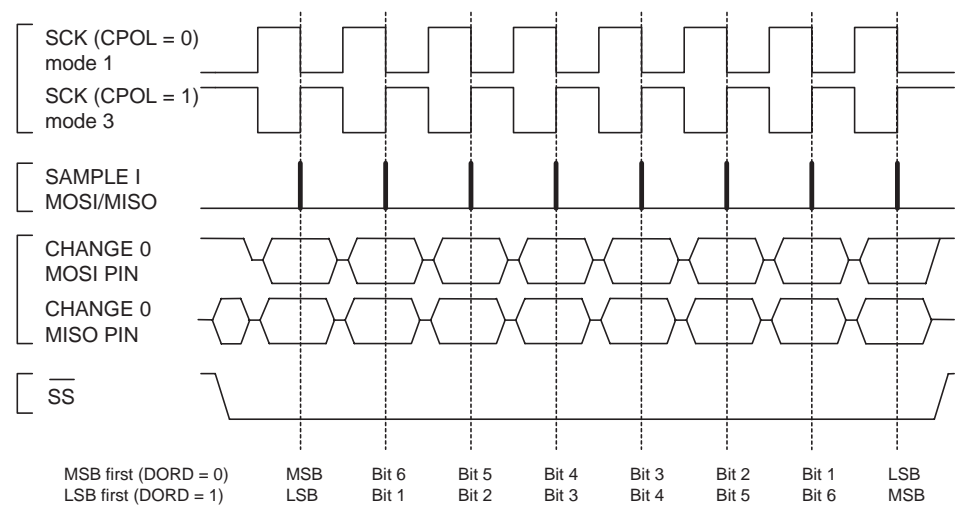 SCK (CPOL = 0)
mode 1
SCK (CPOL = 1)
mode 3
SAMPLE I
MOSI/MISO
CHANGE 0
MOSI PIN
CHANGE 0
MISO PIN
SS
MSB first (DORD = 0) MSB Bit 6 Bit 5 Bit 4 Bit 3 Bit 2 Bit 1 LSB
LSB first (DORD = 1) LSB Bit 1 Bit 2 Bit 3 Bit 4 Bit 5 Bit 6 MSB